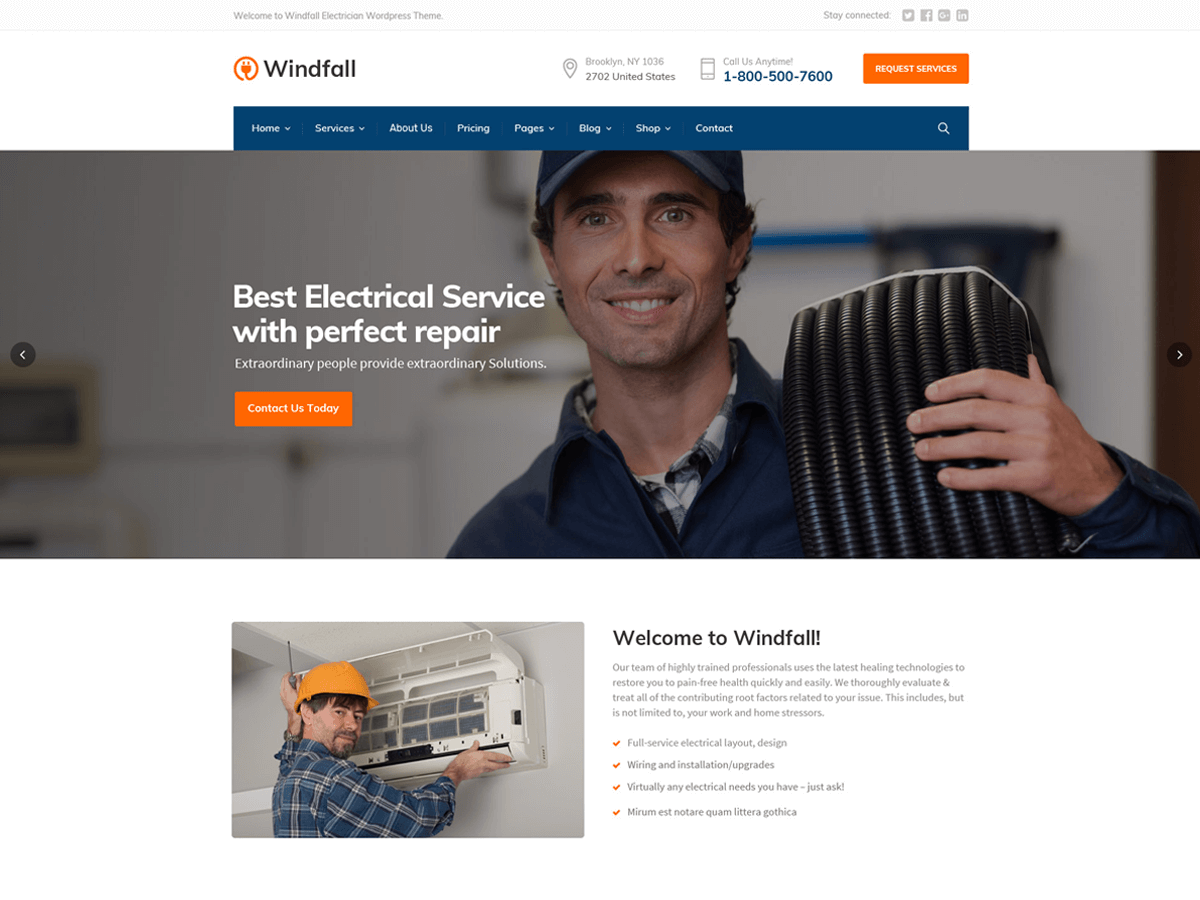 Welcome to Windfall Electrician Wordpress Theme.
Stay connected:
Windfall
Brooklyn, NY 1036
2702 United States
Call Us Anytime!
1-800-500-7600
REQUEST SERVICES
Home
Services
About Us
Pricing
Pages
Blog
Shop
Contact
Best Electrical Service
with perfect repair
Extraordinary people provide extraordinary Solutions.
Contact Us Today
Welcome to Windfall!
Our team of highly trained professionals uses the latest healing technologies to
restore you to pain-free health quickly and easily. We thoroughly evaluate &
treat all of the contributing root factors related to your issue. This includes, but
is not limited to, your work and home stressors.
Full-service electrical layout, design
Wiring and installation/upgrades
Virtually any electrical needs you have – just ask!
Mirum est notare quam littera gothica